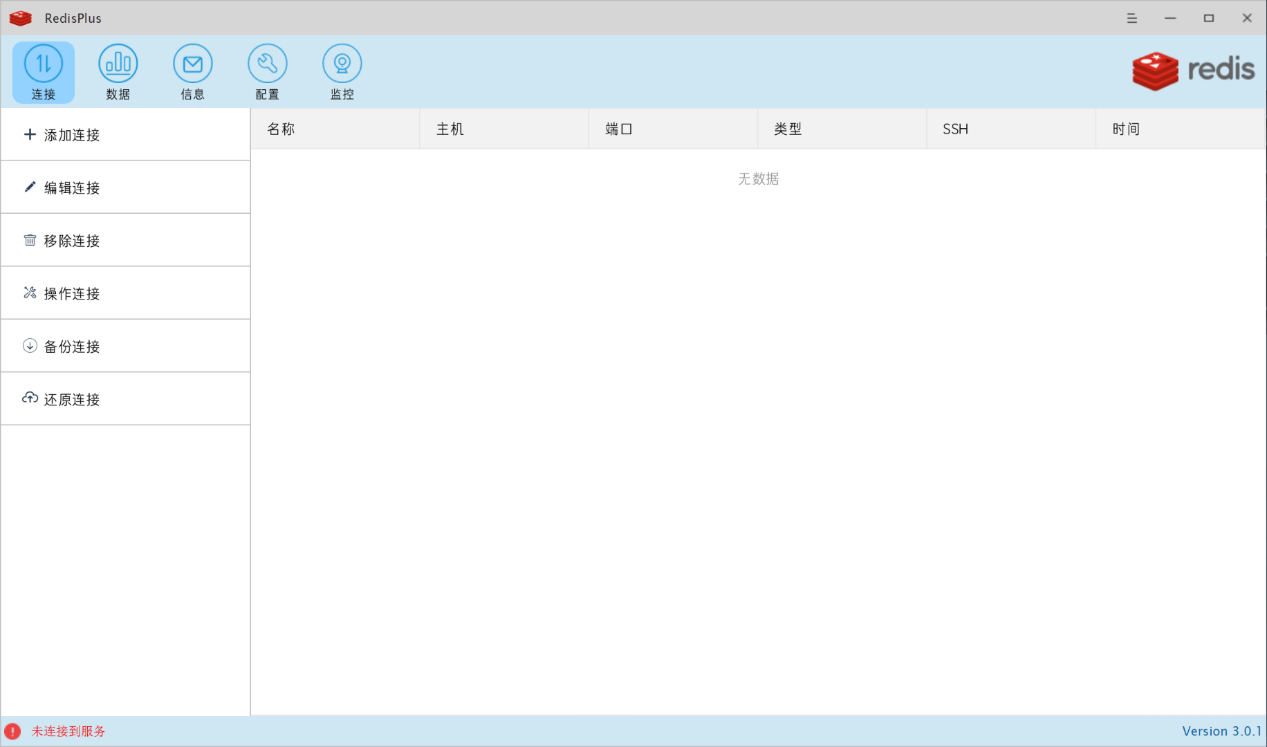 RedisPlus
连接
数据
信息
配置
监控
redis
添加连接
编辑连接
移除连接
操作连接
备份连接
还原连接
名称
主机
端口
类型
SSH
时间
无数据
未连接到服务
Version 3.0.1